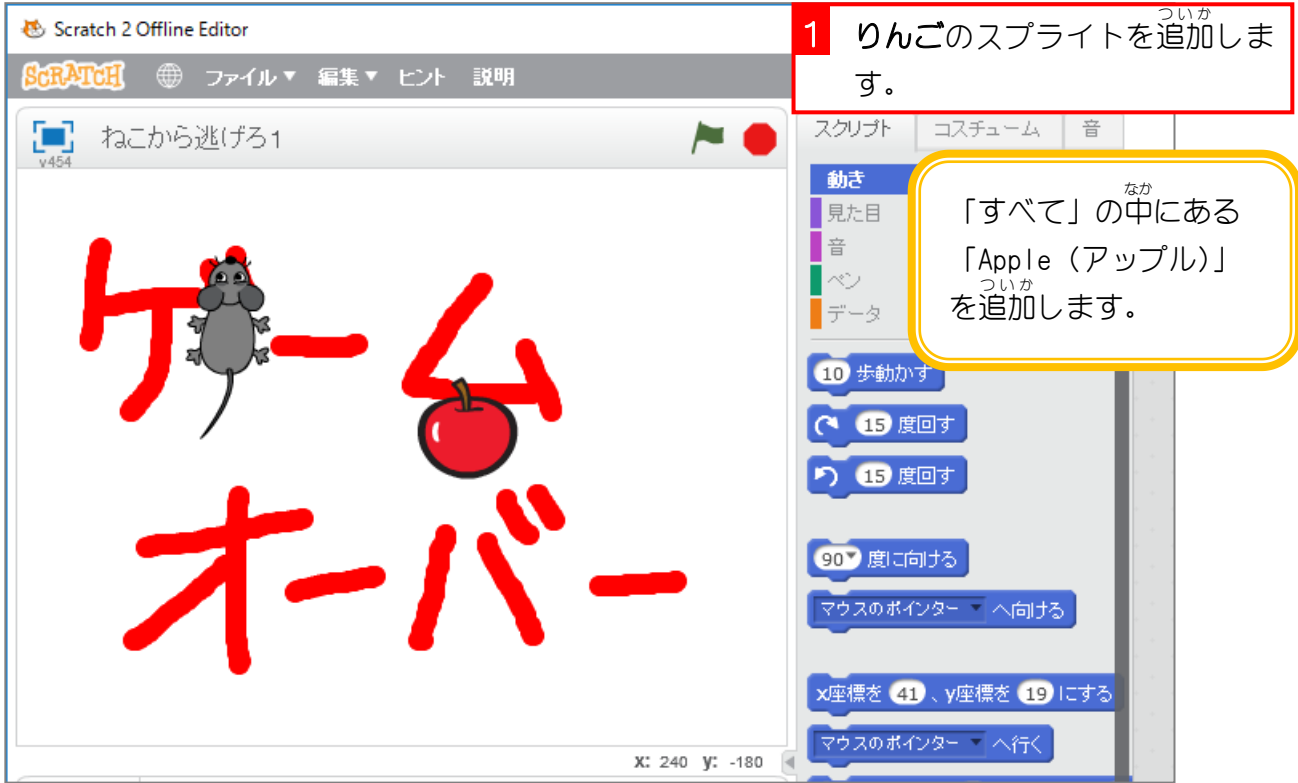 Scratch 2 Offline Editor
SCRATCH ファイル▼ 編集▼ ヒント 説明
v454
ねこから逃げろ1
ゲーム
オーバー
x: 240 y: -180
1 りんごのスプライトを追加しま
ついか
す。
スクリプト コスチューム 音
動き
見た目
音
ペン
データ
なか
「すべて」の中にある
「Apple (アップル)」
ついか
を追加します。
10 歩動かす
15 度回す
15 度回す
90▼ 度に向ける
マウスのポインター ▼ へ向ける
x座標を 41 、y座標を 19 にする
マウスのポインター ▼ へ行く